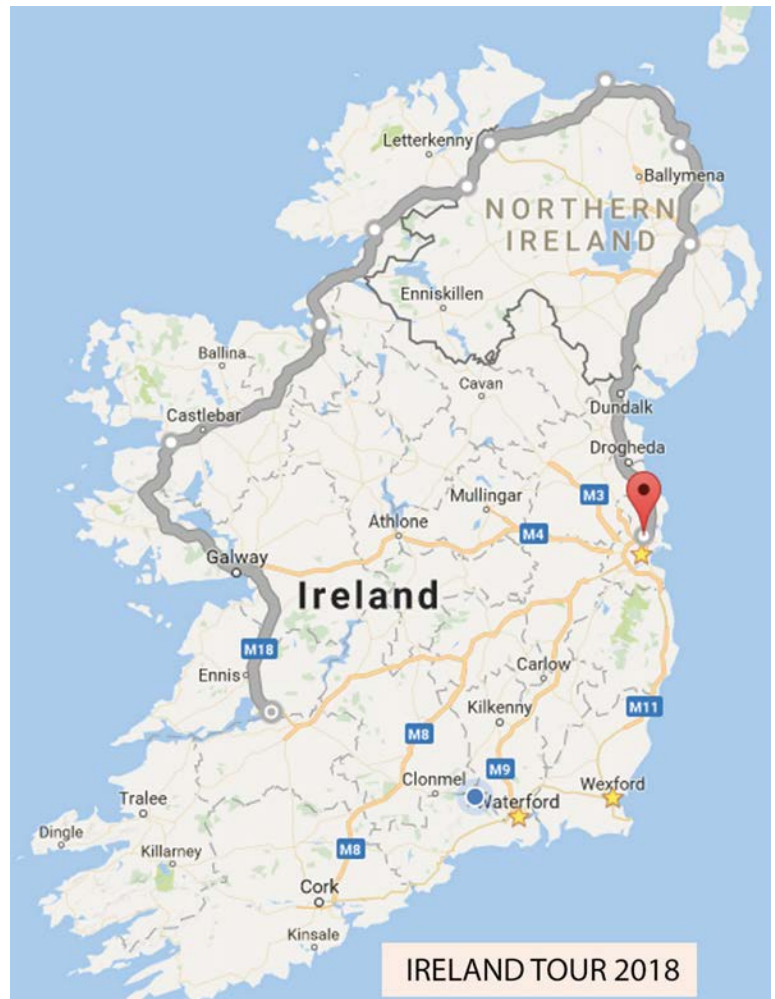 Letterkenny
Ballymena
NORTHERN
IRELAND
Enniskillen
Ballina
Cavan
Castlebar
Dundalk
Drogheda
Mullingar
M3
Athlone
M4
Galway
Ireland
M18
Ennis
Carlow
Kilkenny
M11
M8
Clonmel
M9
Wexford
Waterford
Tralee
Dingle
Killarney
M8
Cork
Kinsale
IRELAND TOUR 2018